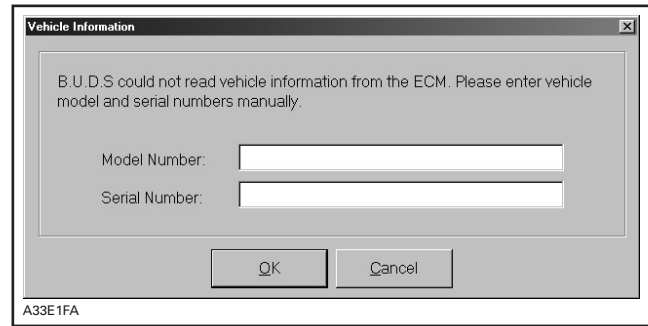 Vehicle Information
B.U.D.S could not read vehicle information from the ECM. Please enter vehicle
model and serial numbers manually.
Model Number:
Serial Number:
OK
Cancel
A33E1FA